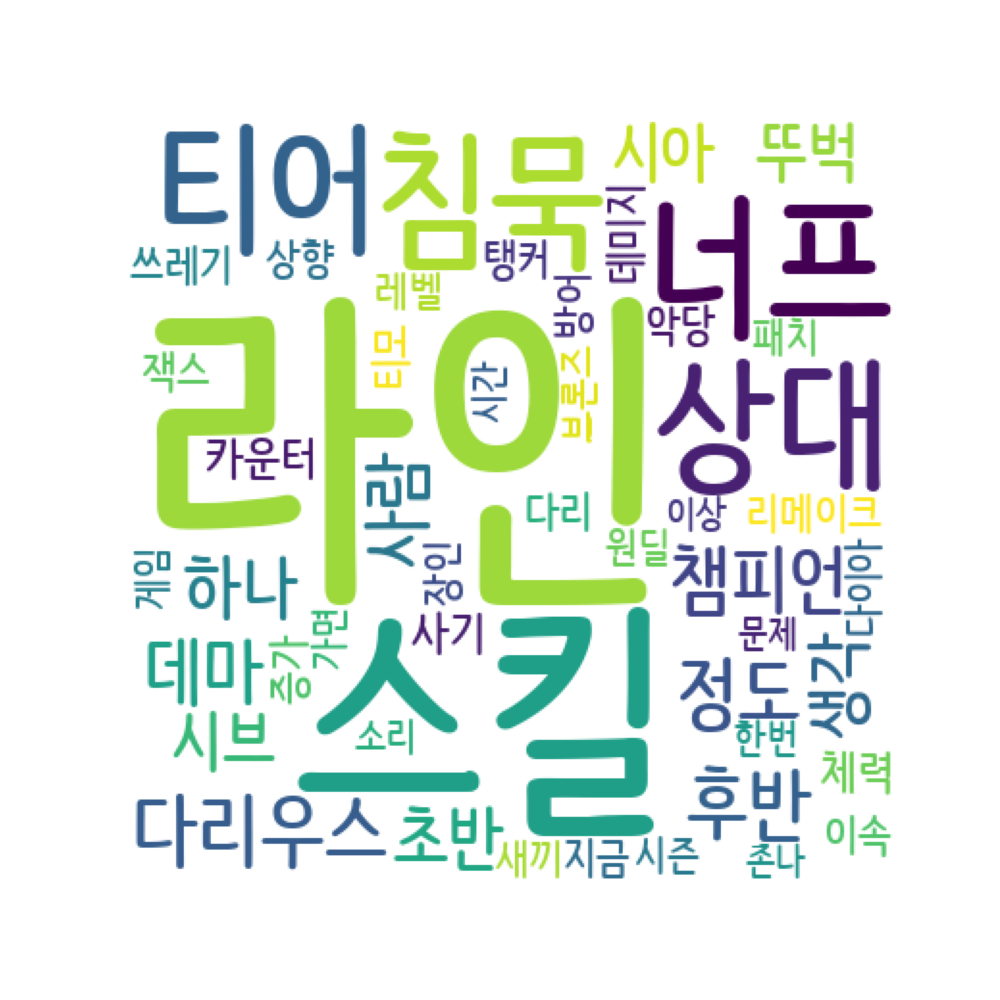 티어
침묵
시아
뚜벅
쓰레기
상향
탱커
데미지
너프
레벨
방어
악당
패치
잭스
티모
라인
시간
브론즈
상대
카운터
사람
다리
이상
리메이크
원딜
게임
하나
장인
챔피언
다이아
데마
증가
가면
사기
스킬
문제
정도
생각
시브
소리
한번
다리우스
초반
후반
체력
새끼
지금
시즌
존나
이속